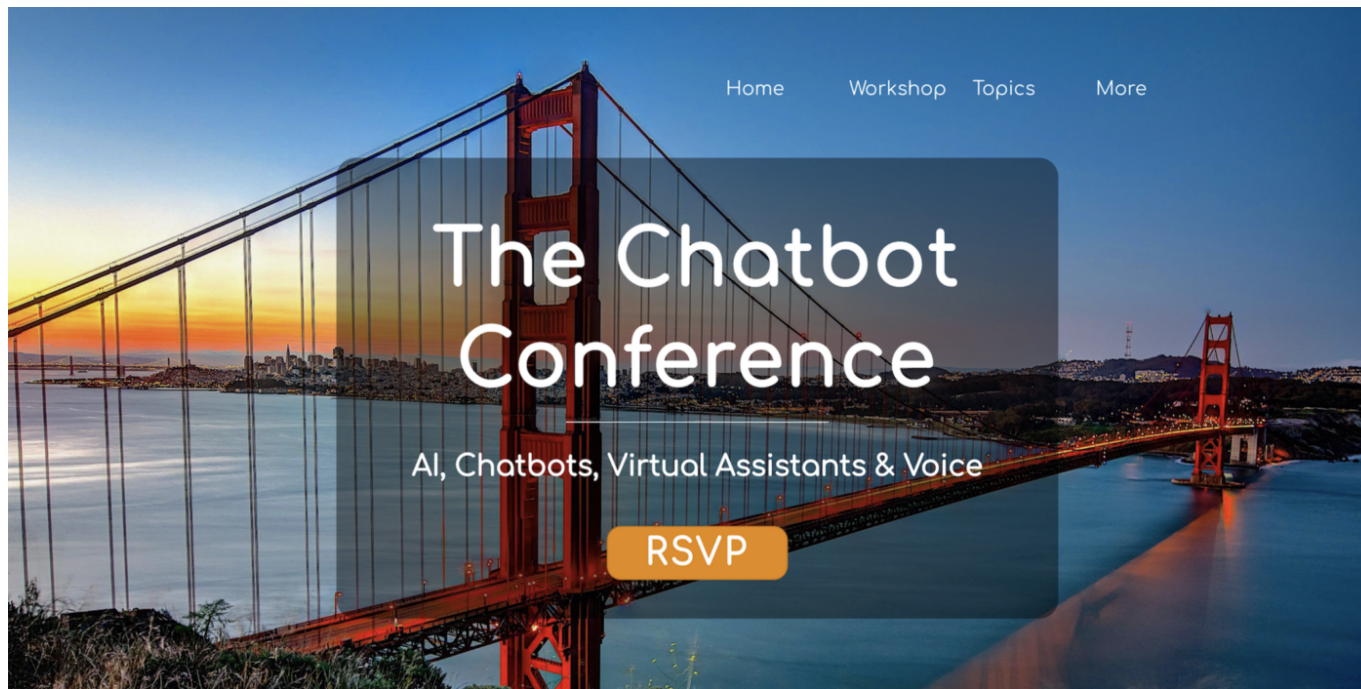 Home Workshop Topics More
The Chatbot
Conference
AI, Chatbots, Virtual Assistants & Voice
RSVP